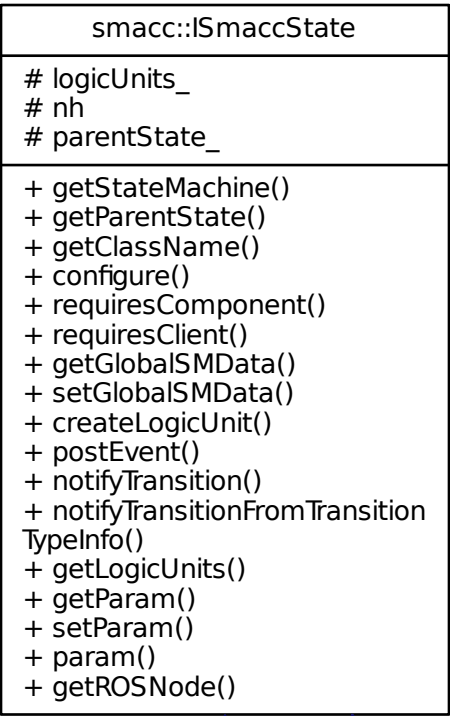 smacc::ISmaccState
# logicUnits_
# nh
# parentState_
+ getStateMachine()
+ getParentState()
+ getClassName()
+ configure()
+ requiresComponent()
+ requiresClient()
+ getGlobalSMData()
+ setGlobalSMData()
+ createLogicUnit()
+ postEvent()
+ notifyTransition()
+ notifyTransitionFromTransition
TypeInfo()
+ getLogicUnits()
+ getParam()
+ setParam()
+ param()
+ getROSNode()